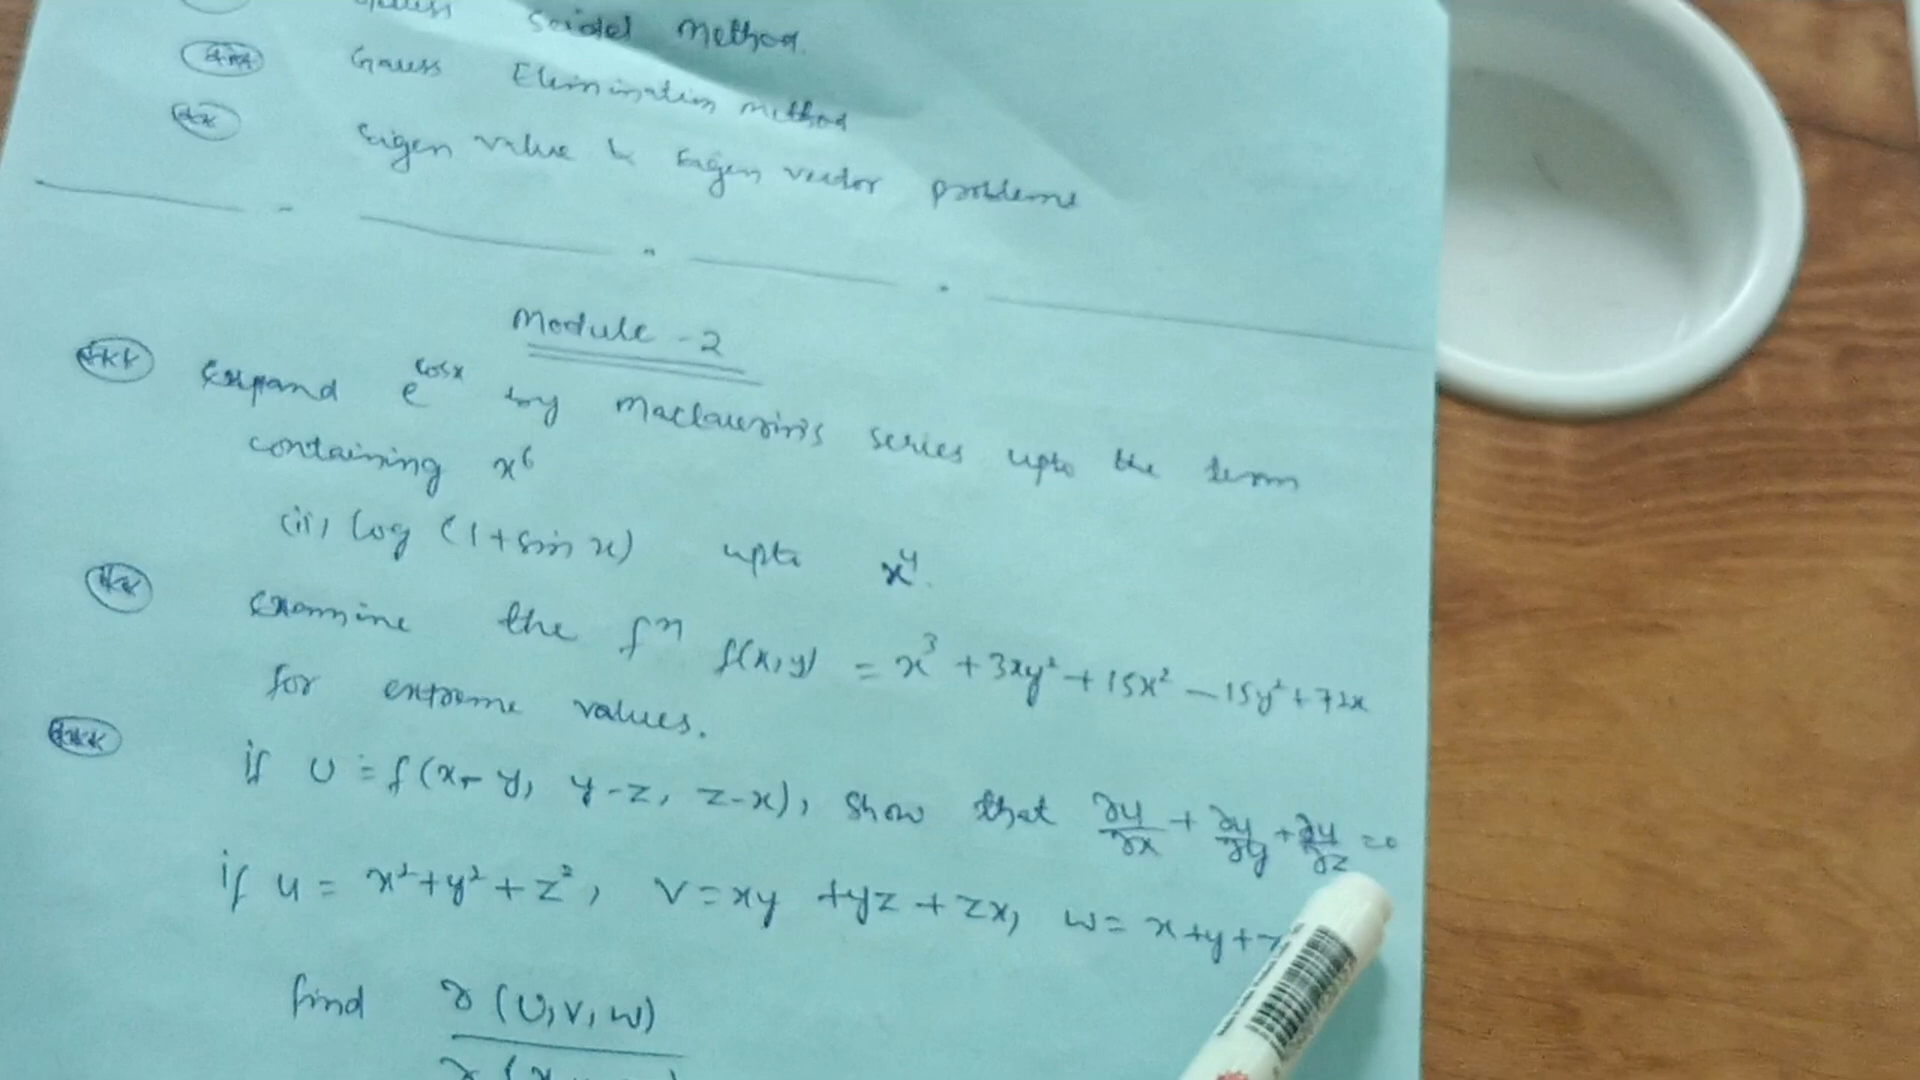 Seidel Method
*** Gauss Elimination Method
** Eigen value & Eigen vector problems
Module - 2
*** Expand e^cosx by Maclaurin's series upto the term
containing x^6
(ii) log (1+sin x) upto x^4.
** Examine the f^n f(x,y) = x^3 + 3xy^2 + 15x^2 - 15y^2 + 72x
for extreme values.
*** if U = f(x-y, y-z, z-x), show that ∂u/∂x + ∂u/∂y + ∂u/∂z = 0
if u = x^2+y^2+z^2, v = xy+yz+zx, w = x+y+z
find ∂(U,V,W)